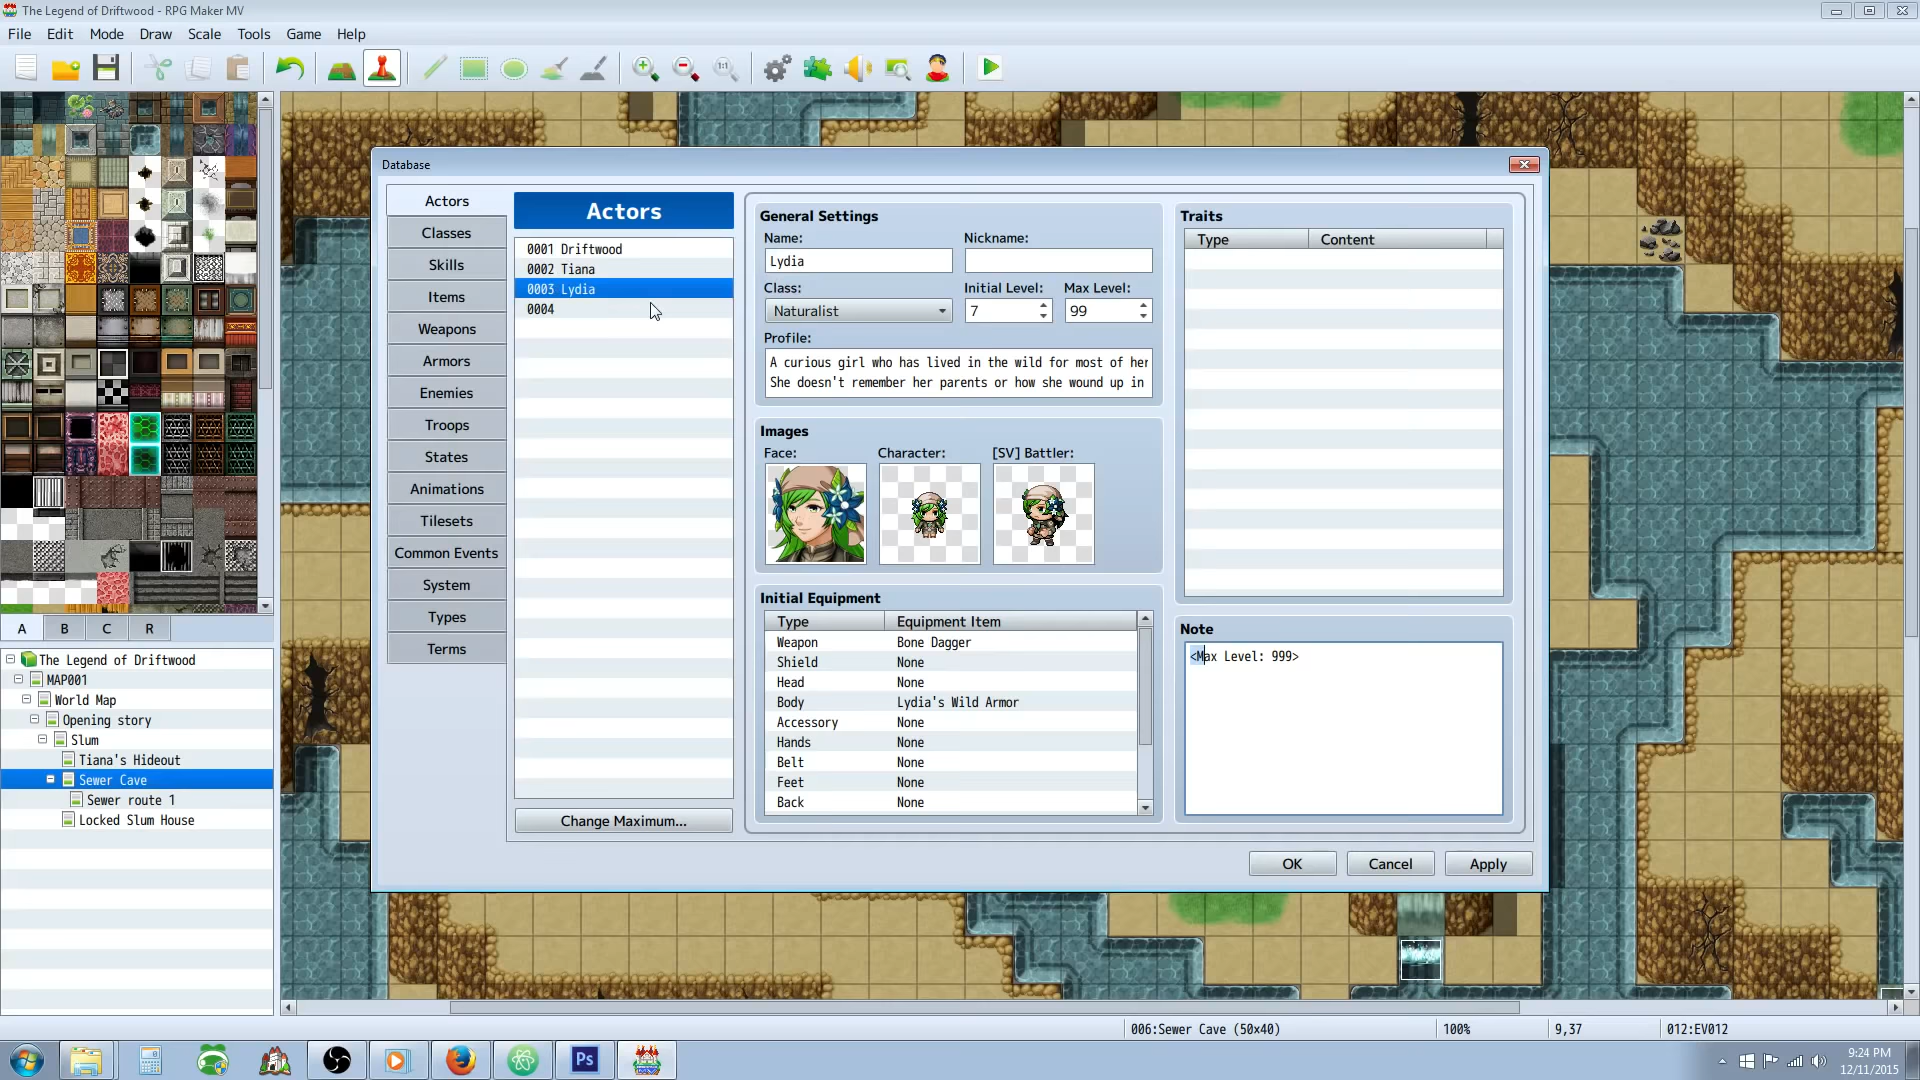 The Legend of Driftwood - RPG Maker MV
File Edit Mode Draw Scale Tools Game Help
1:1
Database
Actors
Classes
Skills
Items
Weapons
Armors
Enemies
Troops
States
Animations
Tilesets
Common Events
System
Types
Terms
Actors
0001 Driftwood
0002 Tiana
0003 Lydia
0004
Change Maximum...
General Settings
Name: Nickname:
Lydia
Class: Initial Level: Max Level:
Naturalist 7 99
Profile:
A curious girl who has lived in the wild for most of her
She doesn't remember her parents or how she wound up in
Images
Face: Character: [SV] Battler:
Initial Equipment
Type Equipment Item
Weapon Bone Dagger
Shield None
Head None
Body Lydia's Wild Armor
Accessory None
Hands None
Belt None
Feet None
Back None
Traits
Type Content
Note
<Max Level: 999>
OK Cancel Apply
A B C R
The Legend of Driftwood
MAP001
World Map
Opening story
Slum
Tiana's Hideout
Sewer Cave
Sewer route 1
Locked Slum House
006:Sewer Cave (50x40) 100% 9,37 012:EV012
Ps
9:24 PM
12/11/2015